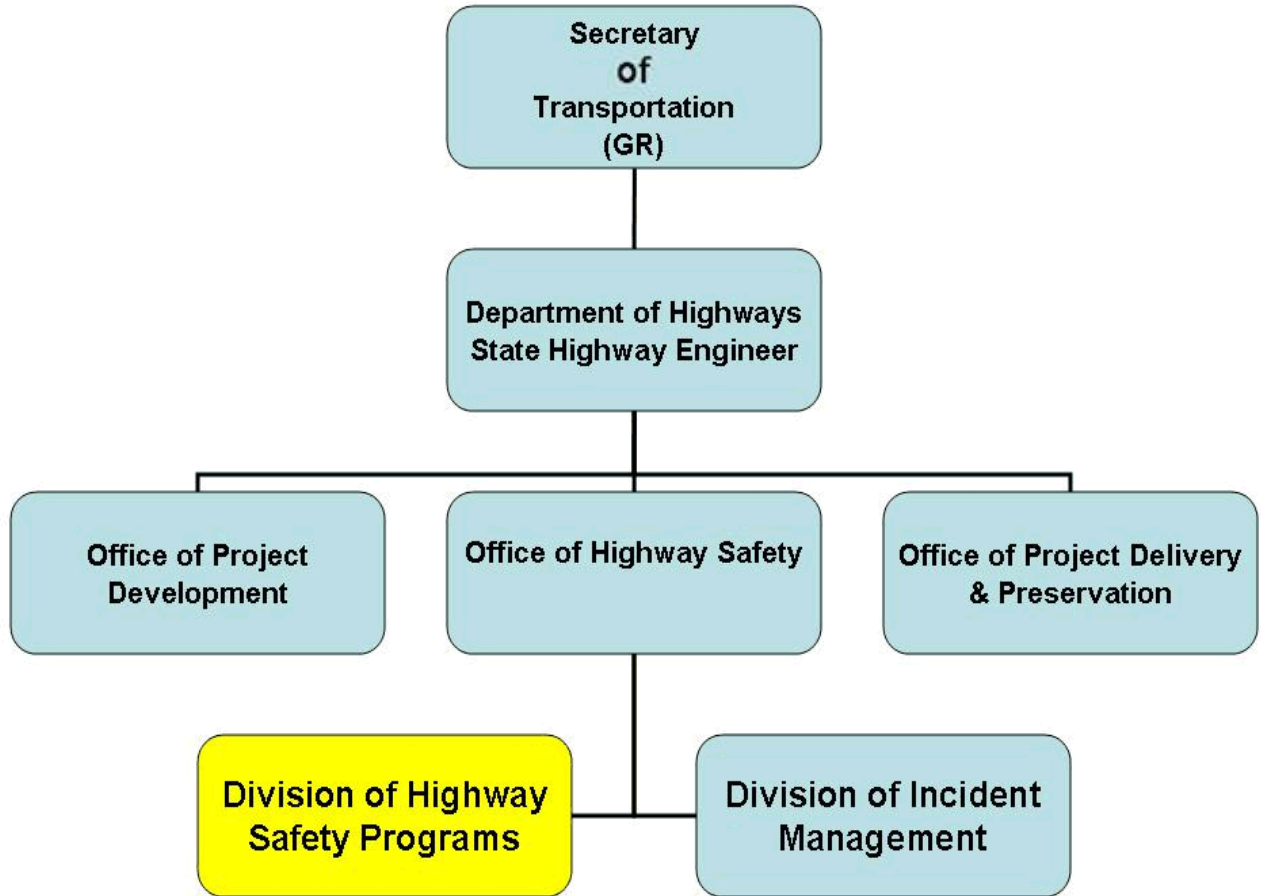 Secretary
of
Transportation
(GR)
Department of Highways
State Highway Engineer
Office of Project
Development
Office of Highway Safety
Office of Project Delivery
& Preservation
Division of Highway
Safety Programs
Division of Incident
Management